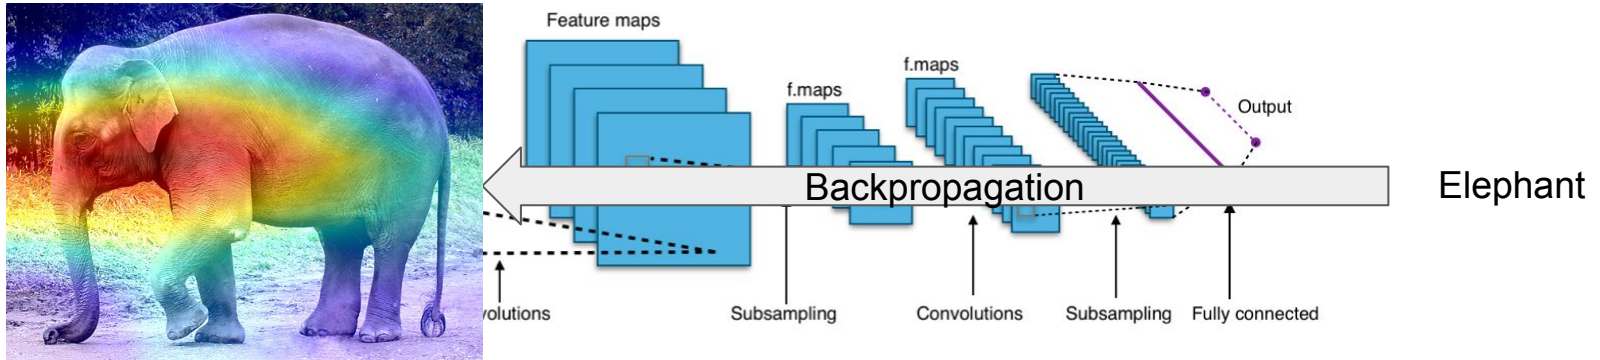 Feature maps
f.maps
f.maps
Output
Backpropagation
Elephant
volutions
Subsampling
Convolutions
Subsampling
Fully connected